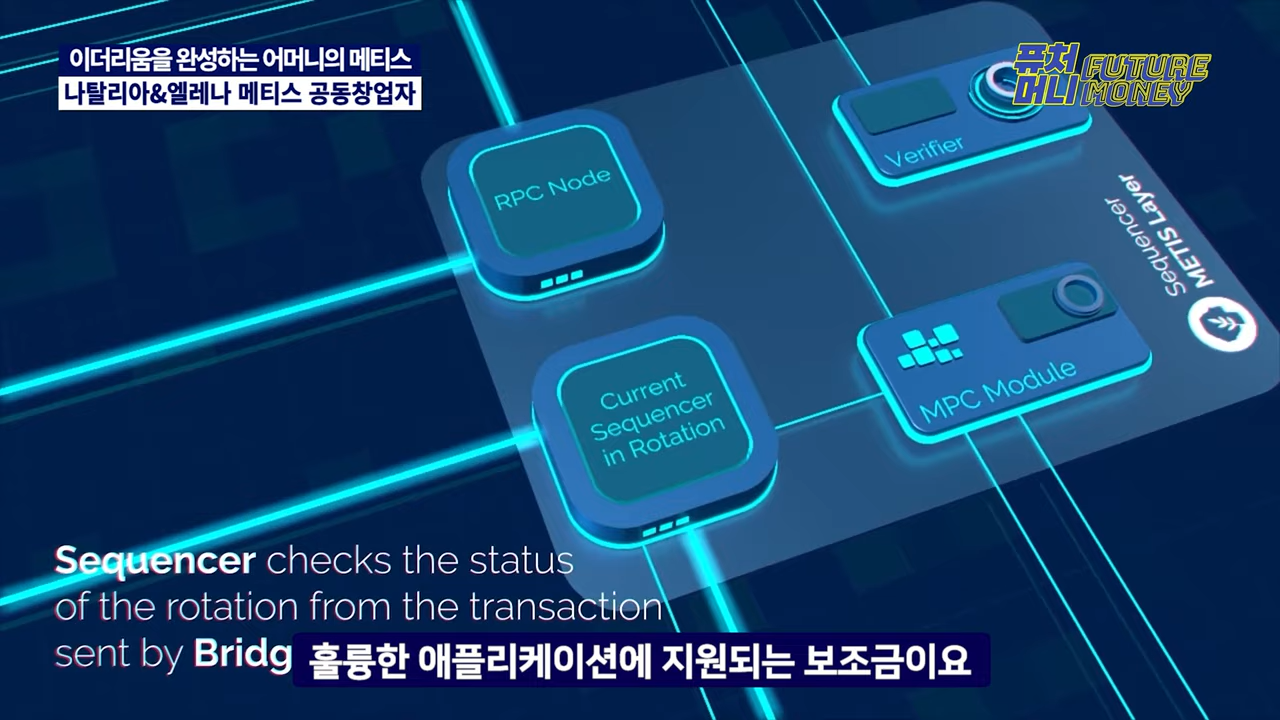 이더리움을 완성하는 어머니의 메티스
나탈리아&엘레나 메티스 공동창업자
퓨처
머니
FUTURE
MONEY
RPC Node
Verifier
Sequencer
METIS Layer
Current
Sequencer
in Rotation
MPC Module
Sequencer checks the status
of the rotation from the transaction
sent by Bridg
훌륭한 애플리케이션에 지원되는 보조금이요